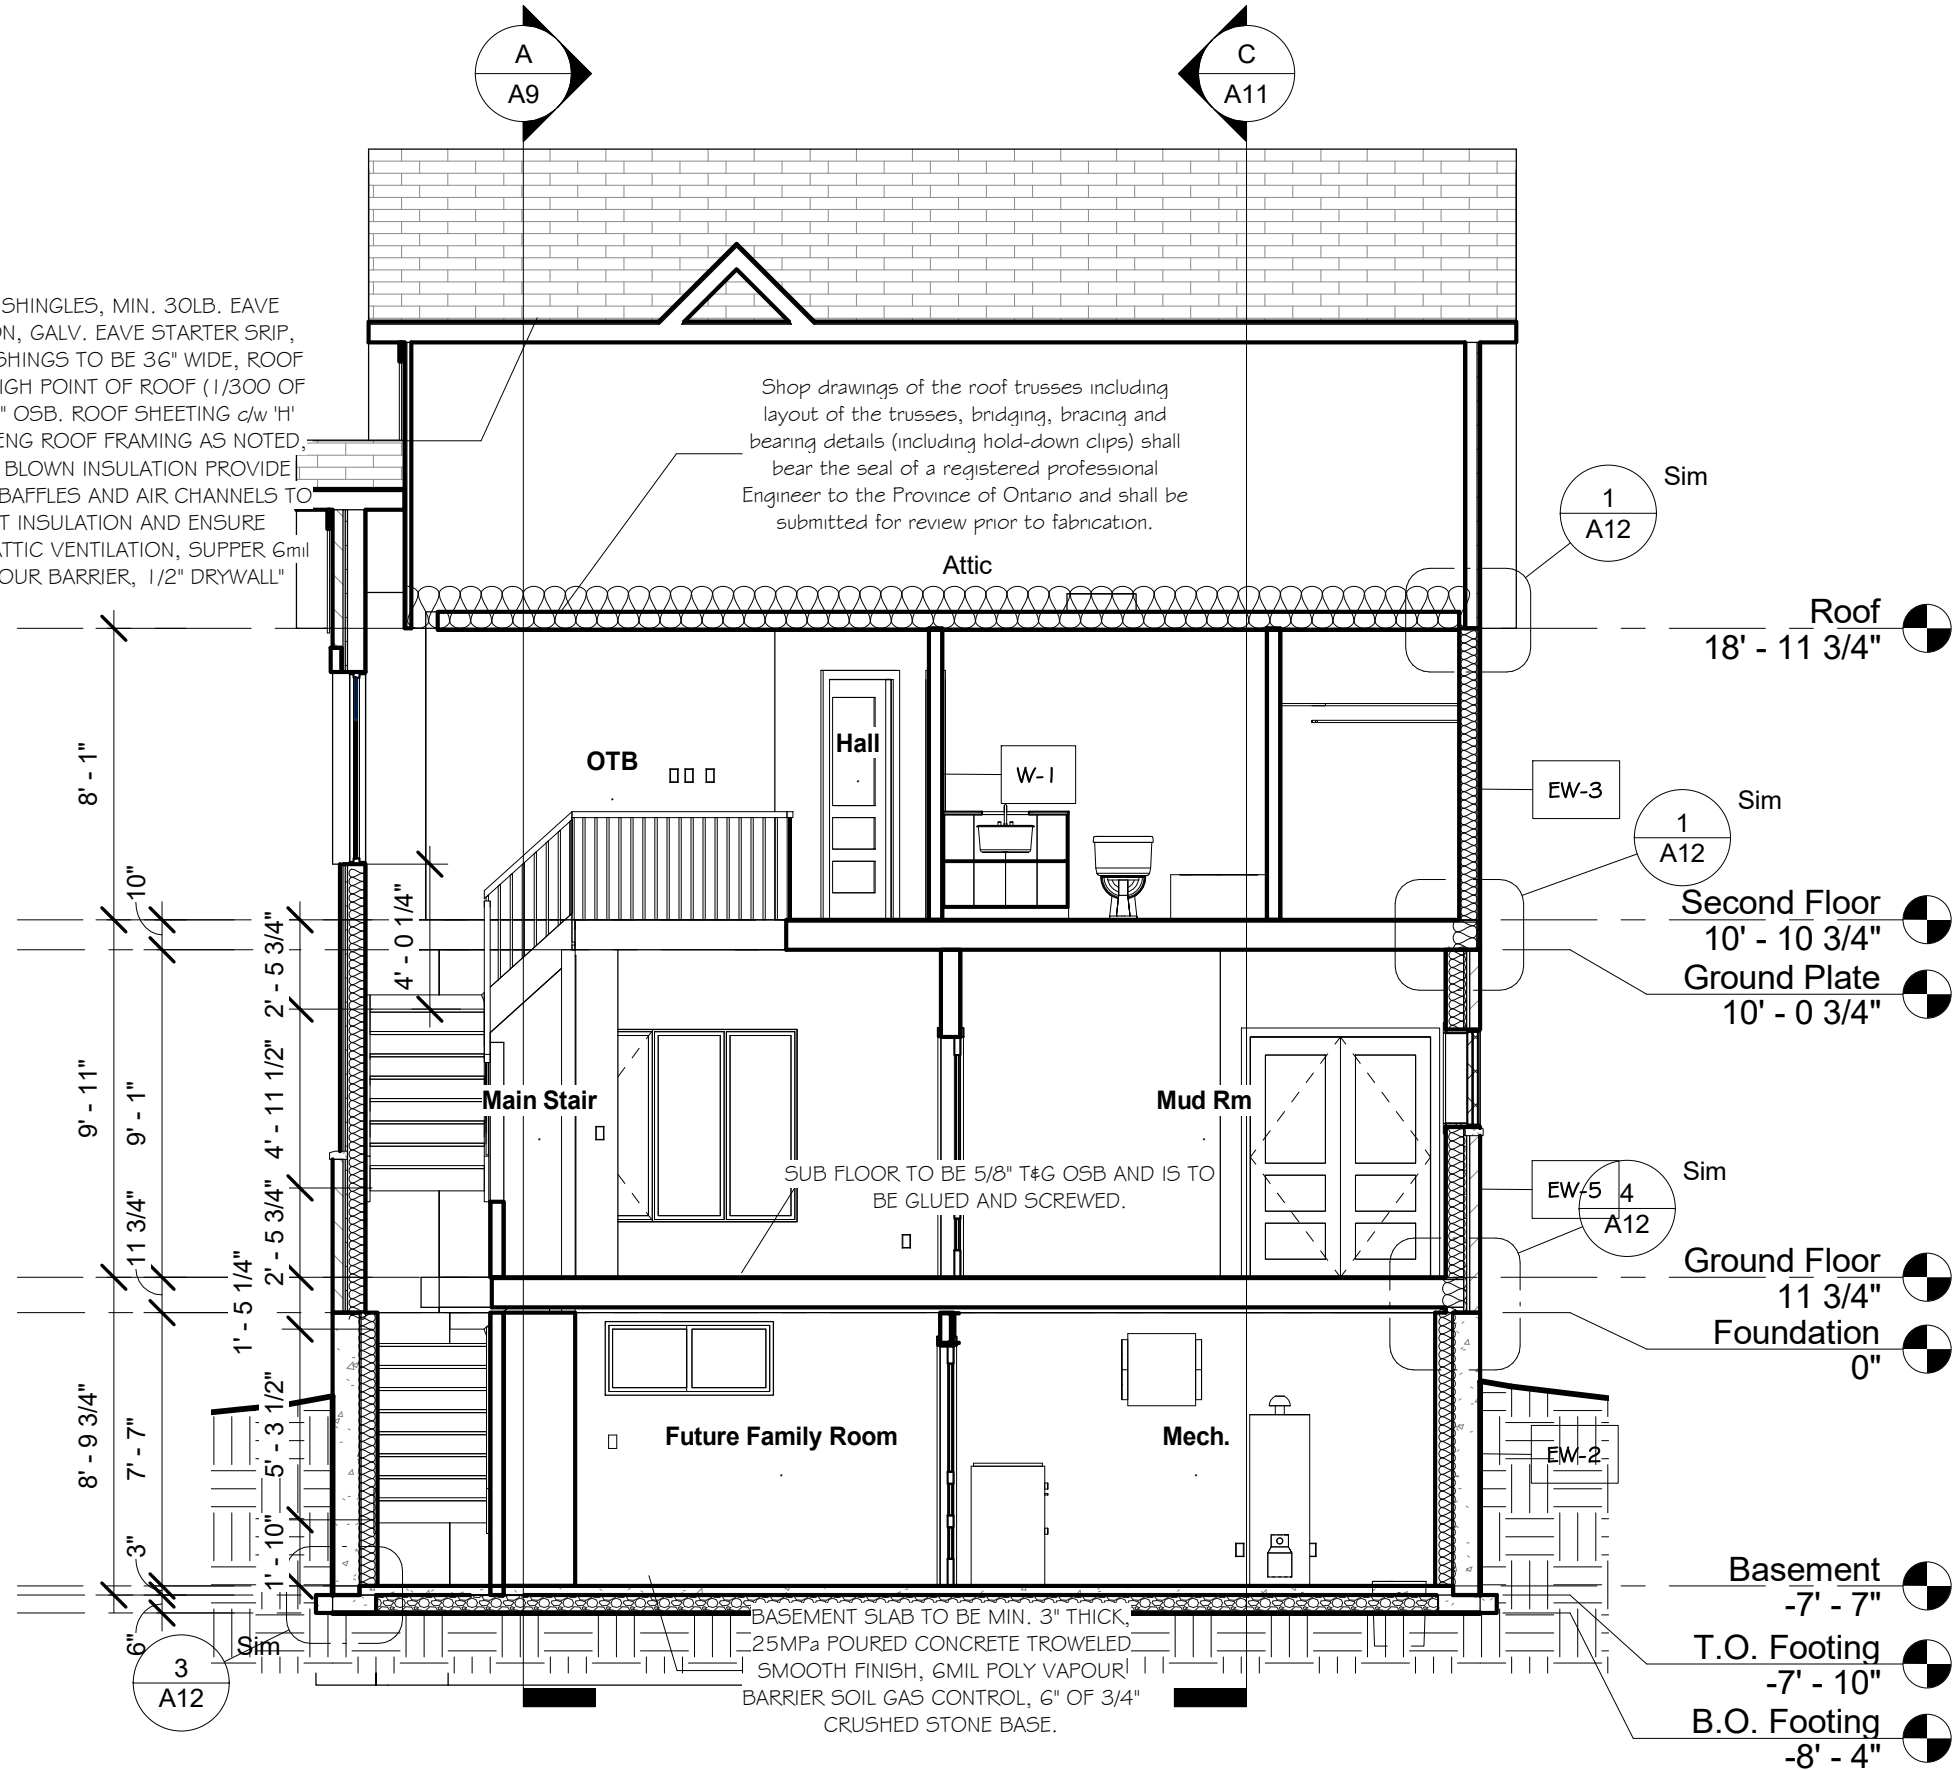 A
A9
C
A11
SHINGLES, MIN. 30LB. EAVE
ON, GALV. EAVE STARTER SRIP,
SHINGS TO BE 36" WIDE, ROOF
IGH POINT OF ROOF (1/300 OF
" OSB. ROOF SHEETING c/w 'H'
ENG ROOF FRAMING AS NOTED,
BLOWN INSULATION PROVIDE
BAFFLES AND AIR CHANNELS TO
T INSULATION AND ENSURE
ATTIC VENTILATION, SUPPER 6mil
OUR BARRIER, 1/2" DRYWALL"
Shop drawings of the roof trusses including
layout of the trusses, bridging, bracing and
bearing details (including hold-down clips) shall
bear the seal of a registered professional
Engineer to the Province of Ontario and shall be
submitted for review prior to fabrication.
Attic
1
A12
Sim
Roof
18' - 11 3/4"
8' - 1"
OTB
Hall
W-1
EW-3
1
A12
Sim
10"
2' - 5 3/4"
4' - 0 1/4"
Second Floor
10' - 10 3/4"
Ground Plate
10' - 0 3/4"
9' - 11"
9' - 1"
4' - 11 1/2"
Main Stair
Mud Rm
SUB FLOOR TO BE 5/8" T&G OSB AND IS TO
BE GLUED AND SCREWED.
EW-5
4
A12
Sim
11 3/4"
2' - 5 3/4"
1' - 5 1/4"
Ground Floor
11 3/4"
Foundation
0"
8' - 9 3/4"
7' - 7"
5' - 3 1/2"
Future Family Room
Mech.
EW-2
3"
1' - 10"
6"
Sim
3
A12
BASEMENT SLAB TO BE MIN. 3" THICK,
25MPa POURED CONCRETE TROWELED
SMOOTH FINISH, 6MIL POLY VAPOUR
BARRIER SOIL GAS CONTROL, 6" OF 3/4"
CRUSHED STONE BASE.
Basement
-7' - 7"
T.O. Footing
-7' - 10"
B.O. Footing
-8' - 4"